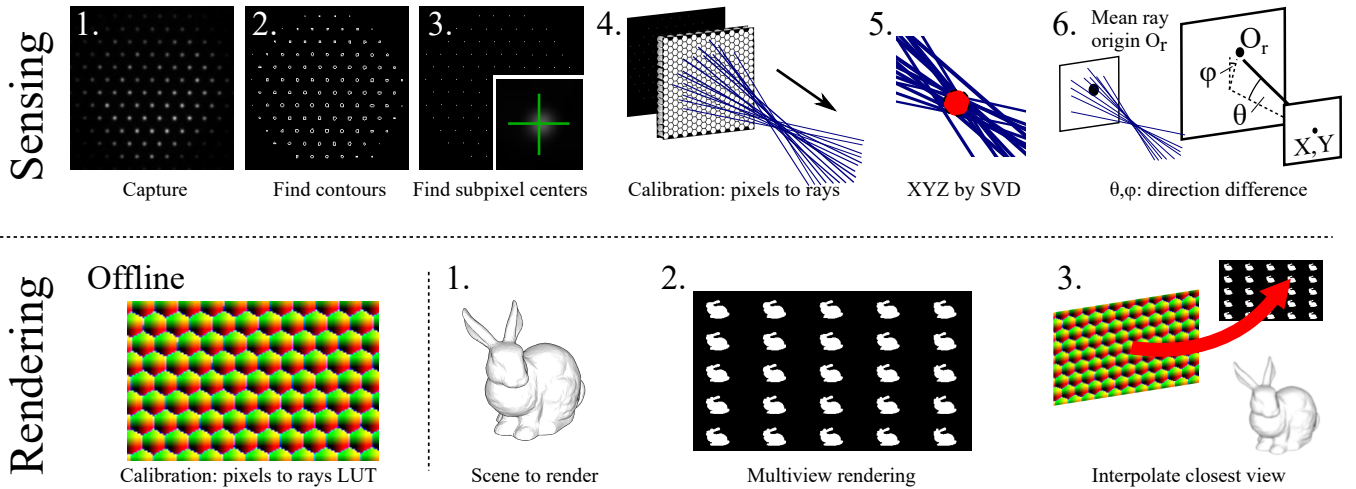 Sensing
1.
Capture
2.
Find contours
3.
Find subpixel centers
4.
Calibration: pixels to rays
5.
XYZ by SVD
6.
Mean ray
origin Or
Or
φ
θ
X,Y
θ,φ: direction difference
Rendering
Offline
Calibration: pixels to rays LUT
1.
Scene to render
2.
Multiview rendering
3.
Interpolate closest view